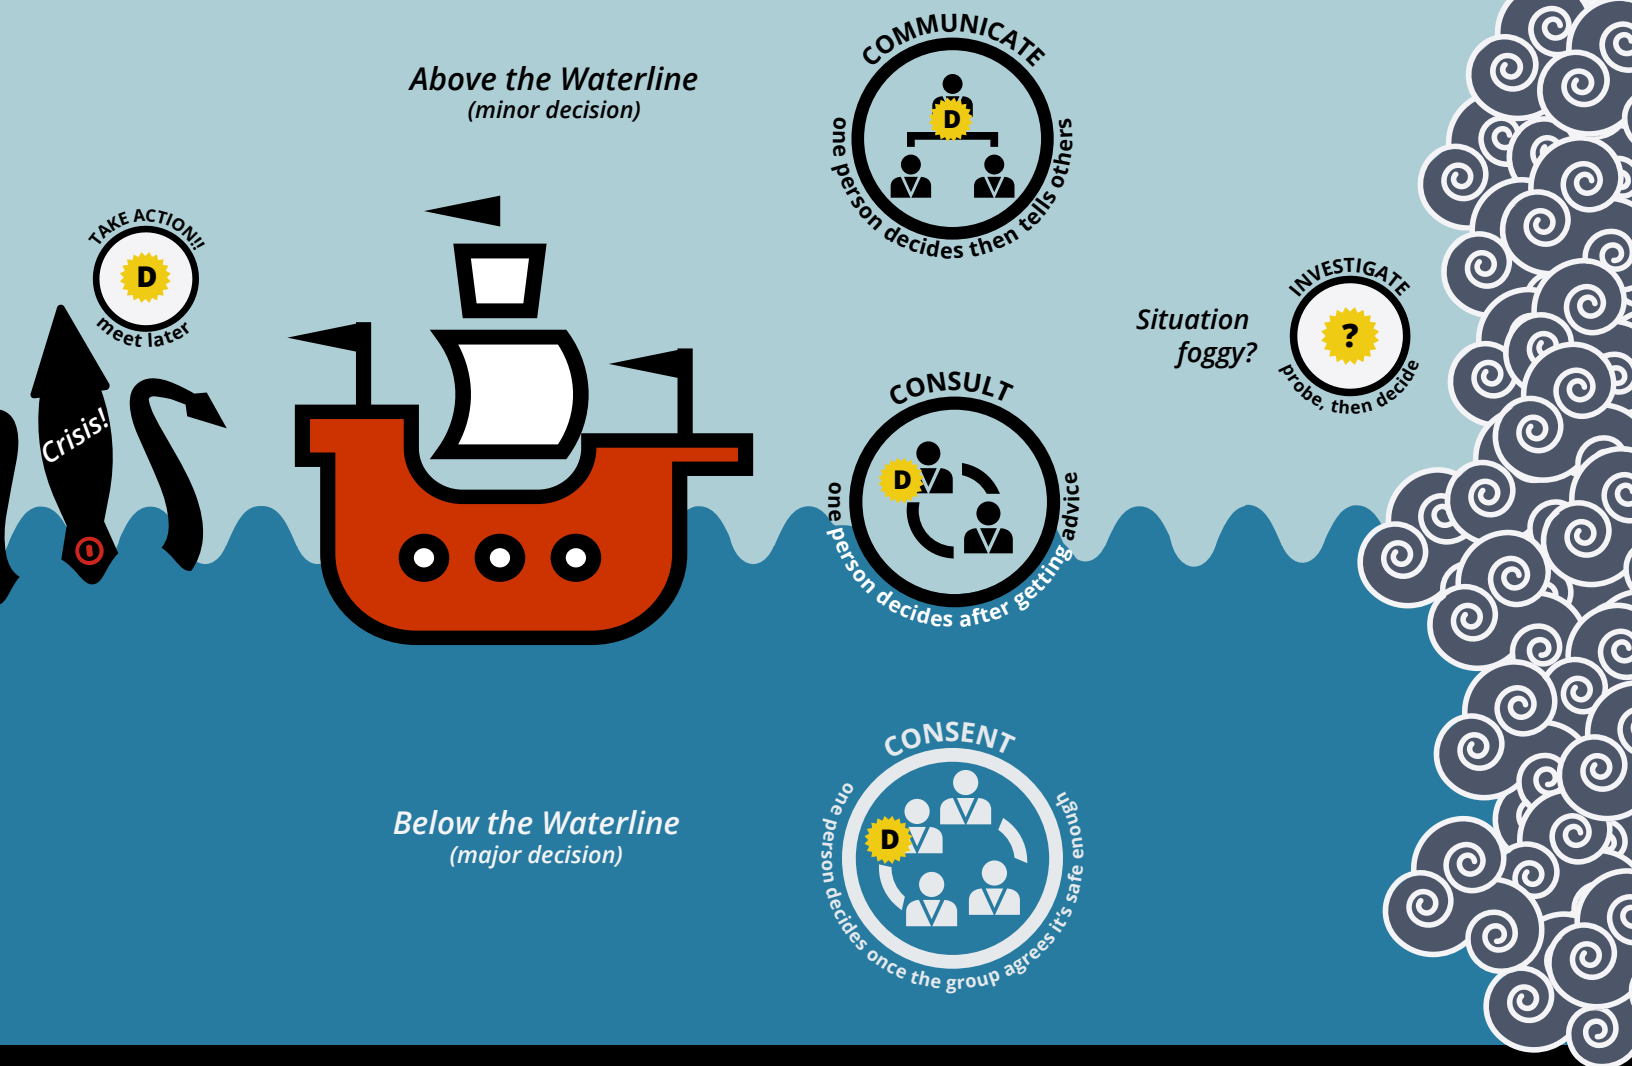 COMMUNICATE
D
one person decides then tells others
Above the Waterline
(minor decision)
TAKE ACTION!!
D
meet later
Crisis!
INVESTIGATE
Situation
foggy?
?
probe, then decide
CONSULT
D
one person decides after getting advice
CONSENT
D
one person decides once the group agrees it's safe enough
Below the Waterline
(major decision)